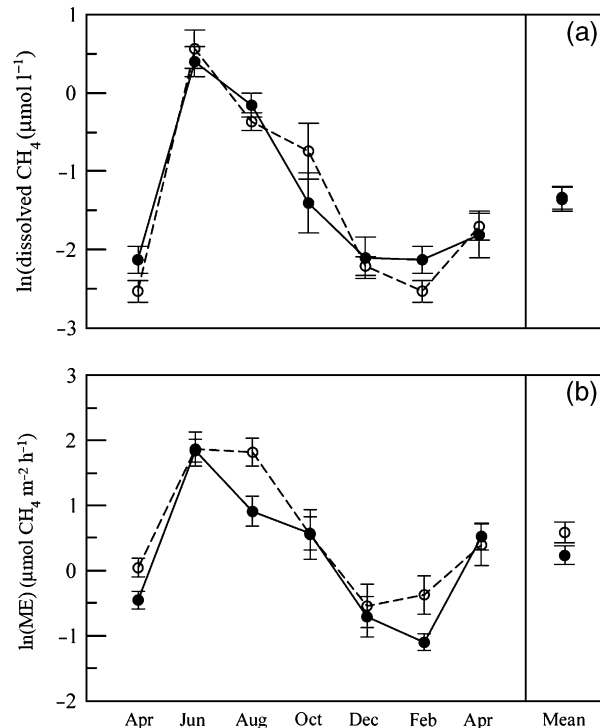 (a)
ln(dissolved CH₄ (μmol l⁻¹)
1
0
-1
-2
-3
(b)
ln(ME) (μmol CH₄ m⁻² h⁻¹)
3
2
1
0
-1
-2
Apr Jun Aug Oct Dec Feb Apr Mean